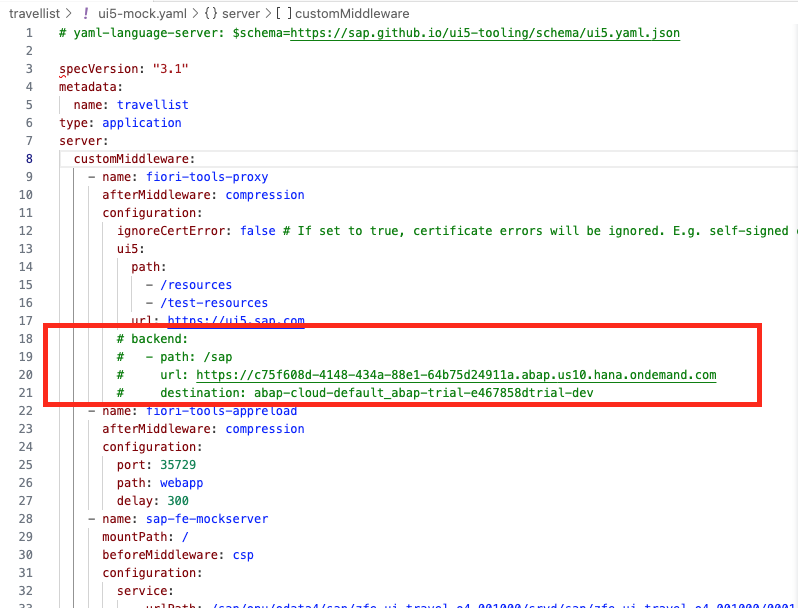 travellist > ! ui5-mock.yaml > {} server > [ ] customMiddleware
1 # yaml-language-server: $schema=https://sap.github.io/ui5-tooling/schema/ui5.yaml.json
2
3 specVersion: "3.1"
4 metadata:
5 name: travellist
6 type: application
7 server:
8 customMiddleware:
9 - name: fiori-tools-proxy
10 afterMiddleware: compression
11 configuration:
12 ignoreCertError: false # If set to true, certificate errors will be ignored. E.g. self-signed
13 ui5:
14 path:
15 - /resources
16 - /test-resources
17 url: https://ui5.sap.com
18 # backend:
19 # - path: /sap
20 # url: https://c75f608d-4148-434a-88e1-64b75d24911a.abap.us10.hana.ondemand.com
21 # destination: abap-cloud-default_abap-trial-e467858dtrial-dev
22 - name: fiori-tools-appreload
23 afterMiddleware: compression
24 configuration:
25 port: 35729
26 path: webapp
27 delay: 300
28 - name: sap-fe-mockserver
29 mountPath: /
30 beforeMiddleware: csp
31 configuration:
32 service:
33